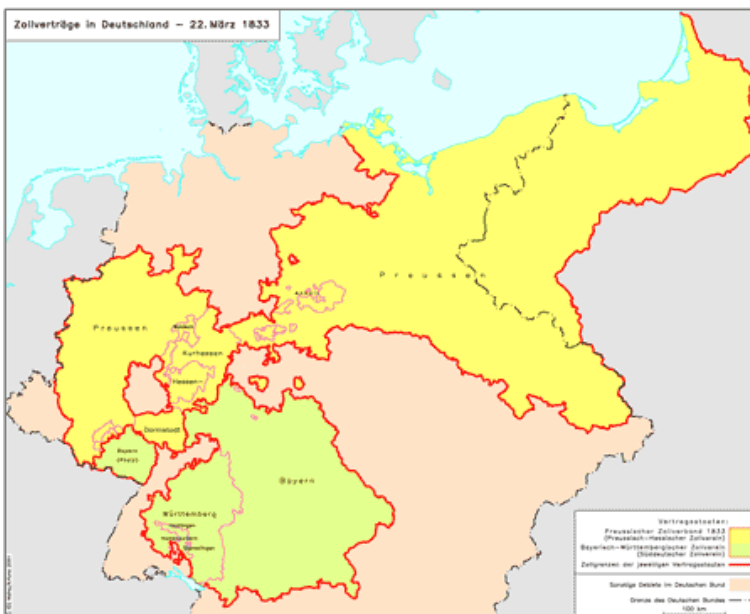 Zollverträge in Deutschland – 22. März 1833
Preussen
Preussen
Anhalt
Waldeck
Kurhessen
Hessen-
Darmstadt
Bayern
(Pfalz)
Bayern
Württemberg
Vertragsstaaten:
Preussischer Zollverband 1833
(Preussisch-Hessischer Zollverein)
Bayerisch-Württembergischer Zollverein
(Süddeutscher Zollverein)
Zollgrenzen der jeweiligen Vertragsstaaten
Sonstige Gebiete im Deutschen Bund
Grenze des Deutschen Bundes
100 km